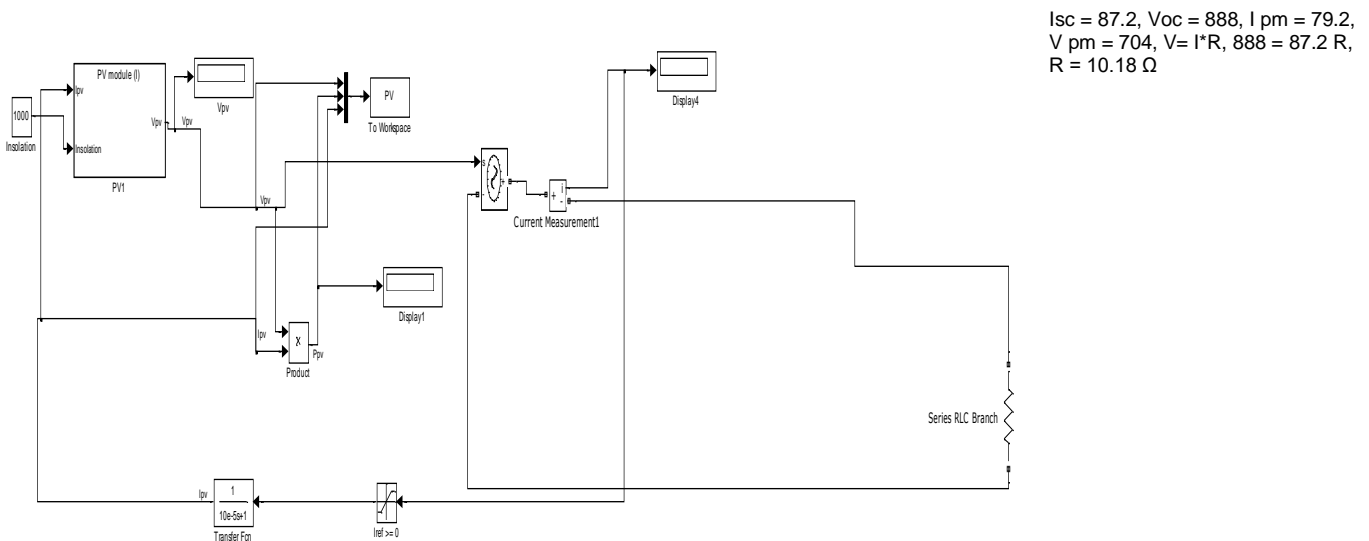 Isc = 87.2, Voc = 888, I pm = 79.2,
V pm = 704, V= I*R, 888 = 87.2 R,
R = 10.18 Ω
PV module (I)
Ipv
Insolation
Vpv
PV1
1000
Insolation
Vpv
Vpv
PV
To Workspace
Display4
s
+
-
+
i
-
Current Measurement1
Vpv
Display1
Ipv
X
Product
Ppv
Series RLC Branch
Ipv
1
10e-5s+1
Transfer Fcn
Iref >= 0